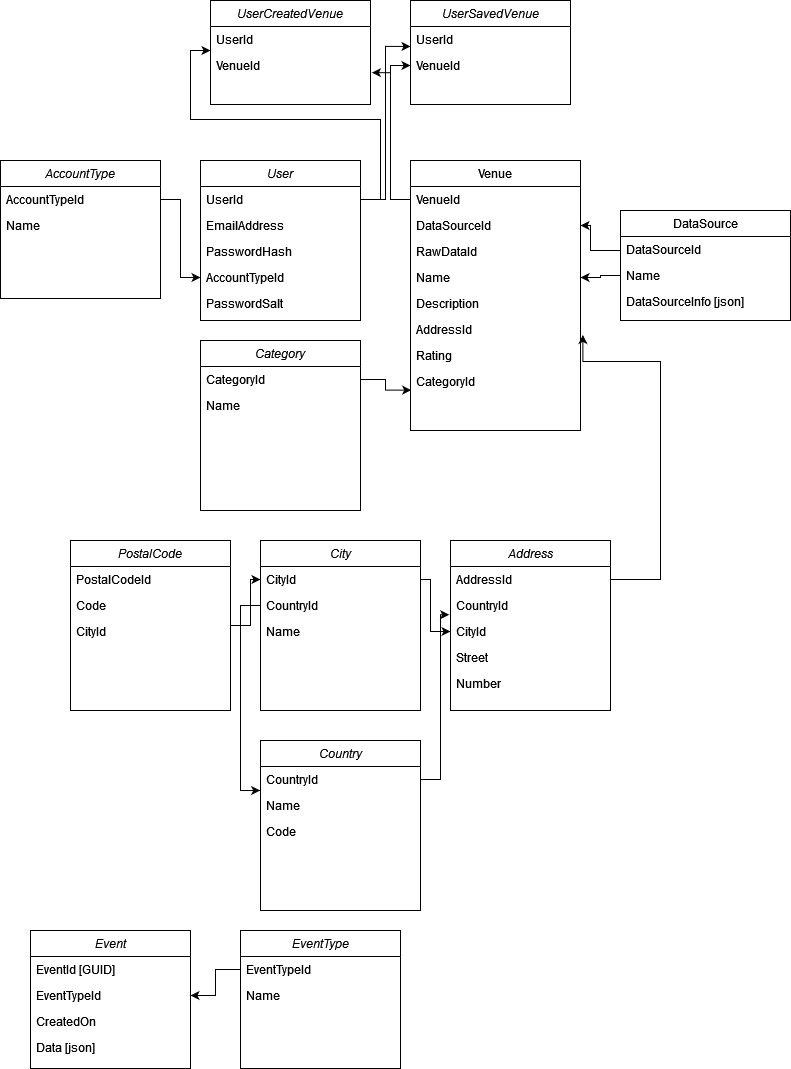 UserCreatedVenue
UserId
VenueId
UserSavedVenue
UserId
VenueId
AccountType
AccountTypeId
Name
User
UserId
EmailAddress
PasswordHash
AccountTypeId
PasswordSalt
Venue
VenueId
DataSourceId
RawDataId
Name
Description
AddressId
Rating
CategoryId
DataSource
DataSourceId
Name
DataSourceInfo [json]
Category
CategoryId
Name
PostalCode
PostalCodeId
Code
CityId
City
CityId
CountryId
Name
Address
AddressId
CountryId
CityId
Street
Number
Country
CountryId
Name
Code
Event
EventId [GUID]
EventTypeId
CreatedOn
Data [json]
EventType
EventTypeId
Name